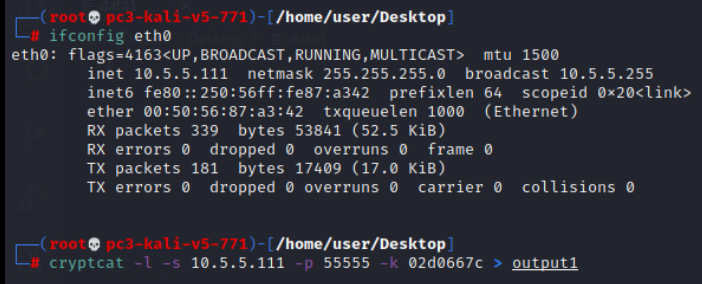 (root💀pc3-kali-v5-771)-[/home/user/Desktop]
# ifconfig eth0
eth0: flags=4163<UP,BROADCAST,RUNNING,MULTICAST>  mtu 1500
inet 10.5.5.111  netmask 255.255.255.0  broadcast 10.5.5.255
inet6 fe80::250:56ff:fe87:a342  prefixlen 64  scopeid 0×20<link>
ether 00:50:56:87:a3:42  txqueuelen 1000  (Ethernet)
RX packets 339  bytes 53841 (52.5 KiB)
RX errors 0  dropped 0  overruns 0  frame 0
TX packets 181  bytes 17409 (17.0 KiB)
TX errors 0  dropped 0 overruns 0  carrier 0  collisions 0
(root💀pc3-kali-v5-771)-[/home/user/Desktop]
# cryptcat -l -s 10.5.5.111 -p 55555 -k 02d0667c > output1